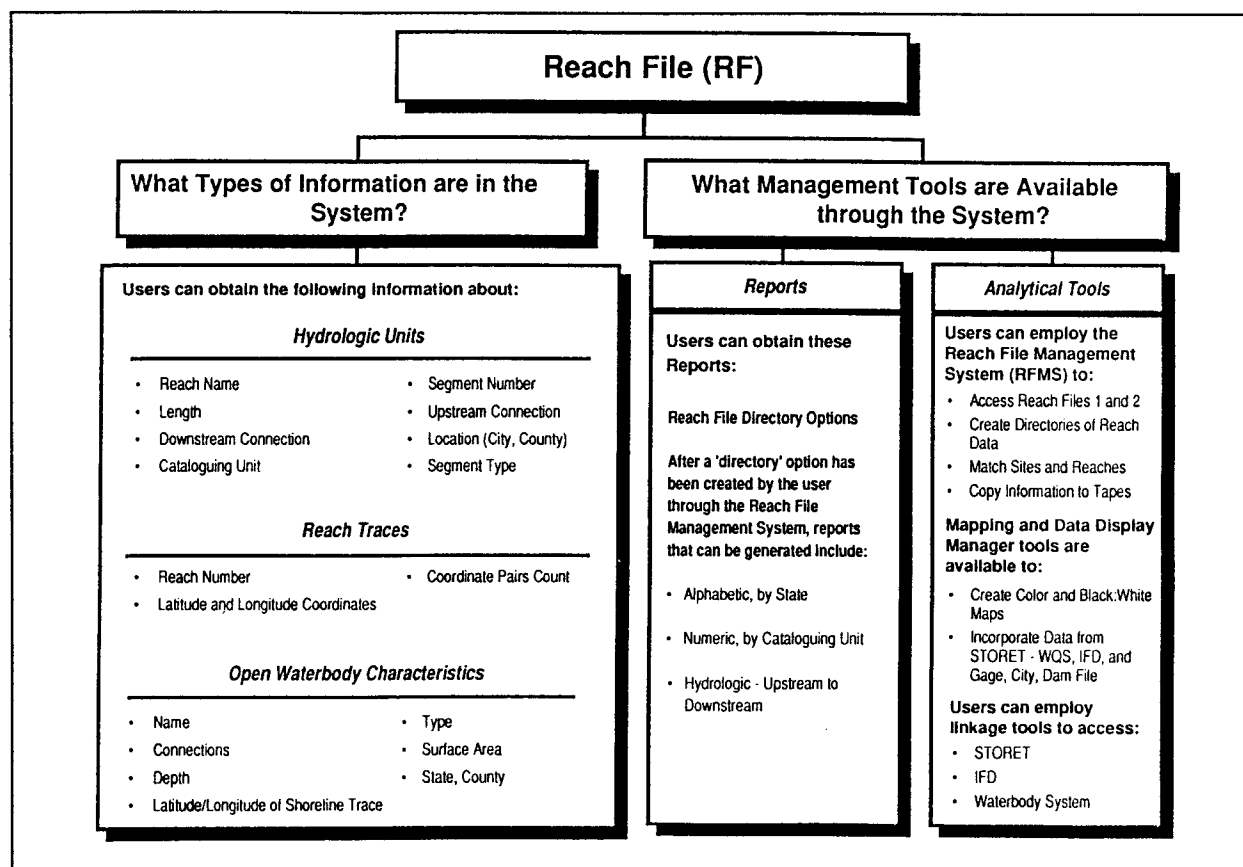 Reach File (RF)
What Types of Information are in the
System?
Users can obtain the following information about:
Hydrologic Units
• Reach Name
• Length
• Downstream Connection
• Cataloguing Unit
• Segment Number
• Upstream Connection
• Location (City, County)
• Segment Type
Reach Traces
• Reach Number
• Latitude and Longitude Coordinates
• Coordinate Pairs Count
Open Waterbody Characteristics
• Name
• Connections
• Depth
• Latitude/Longitude of Shoreline Trace
• Type
• Surface Area
• State, County
What Management Tools are Available
through the System?
Reports
Users can obtain these
Reports:
Reach File Directory Options
After a 'directory' option has
been created by the user
through the Reach File
Management System, reports
that can be generated include:
• Alphabetic, by State
• Numeric, by Cataloguing Unit
• Hydrologic - Upstream to
Downstream
Analytical Tools
Users can employ the
Reach File Management
System (RFMS) to:
• Access Reach Files 1 and 2
• Create Directories of Reach
Data
• Match Sites and Reaches
• Copy Information to Tapes
Mapping and Data Display
Manager tools are
available to:
• Create Color and Black:White
Maps
• Incorporate Data from
STORET - WQS, IFD, and
Gage, City, Dam File
Users can employ
linkage tools to access:
• STORET
• IFD
• Waterbody System